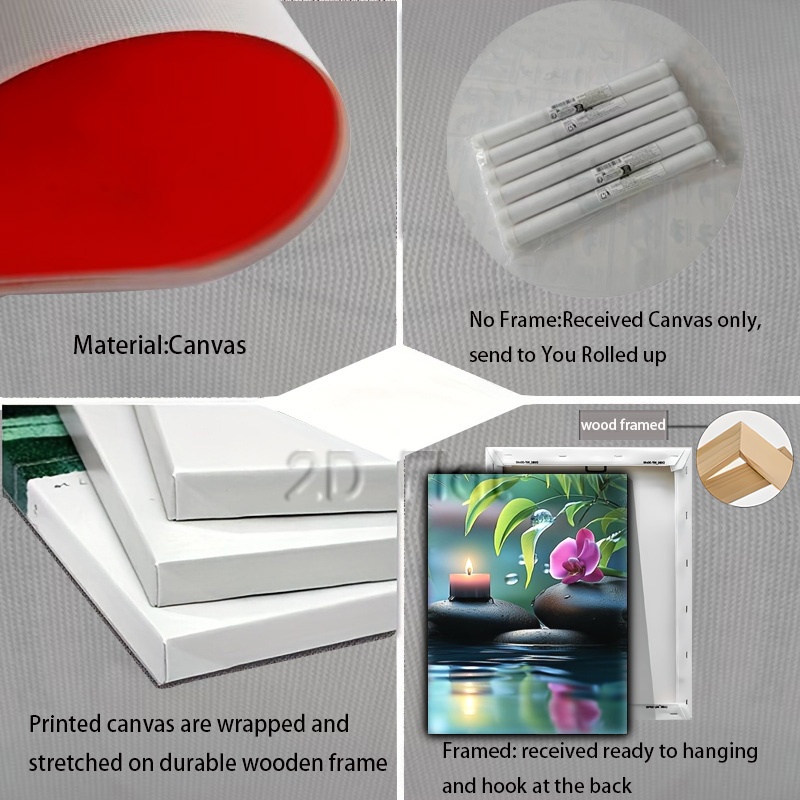 Material:Canvas
No Frame:Received Canvas only,
send to You Rolled up
2D
Printed canvas are wrapped and
stretched on durable wooden frame
wood framed
Framed: received ready to hanging
and hook at the back